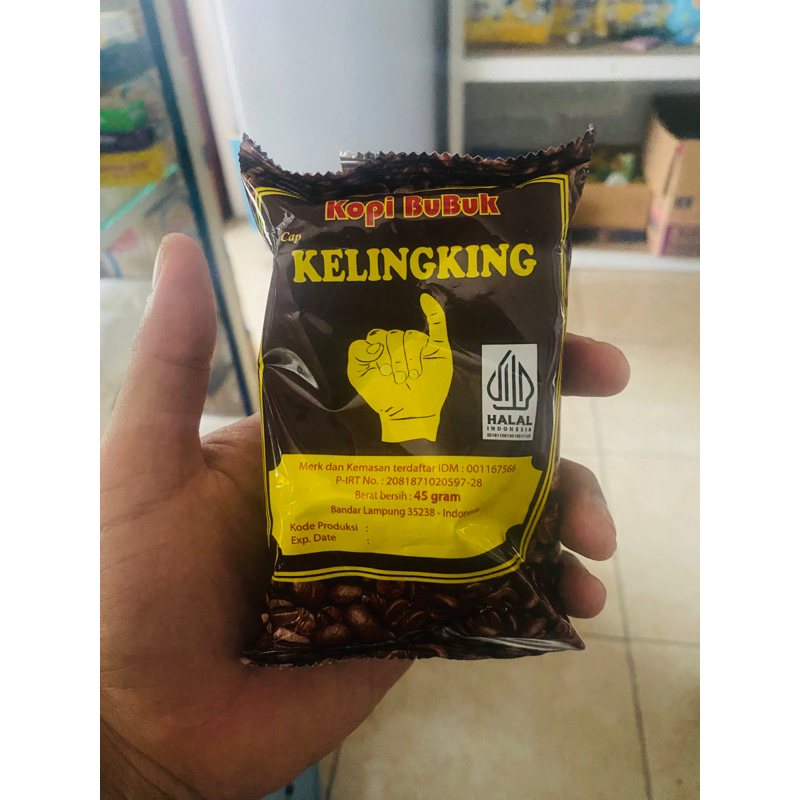 Kopi BuBuk
Cap
KELINGKING
HALAL
INDONESIA
Merk dan Kemasan terdaftar IDM : 001167566
P-IRT No. : 2081871020597-28
Berat bersih : 45 gram
Bandar Lampung 35238 - Indonesia
Kode Produksi :
Exp. Date :